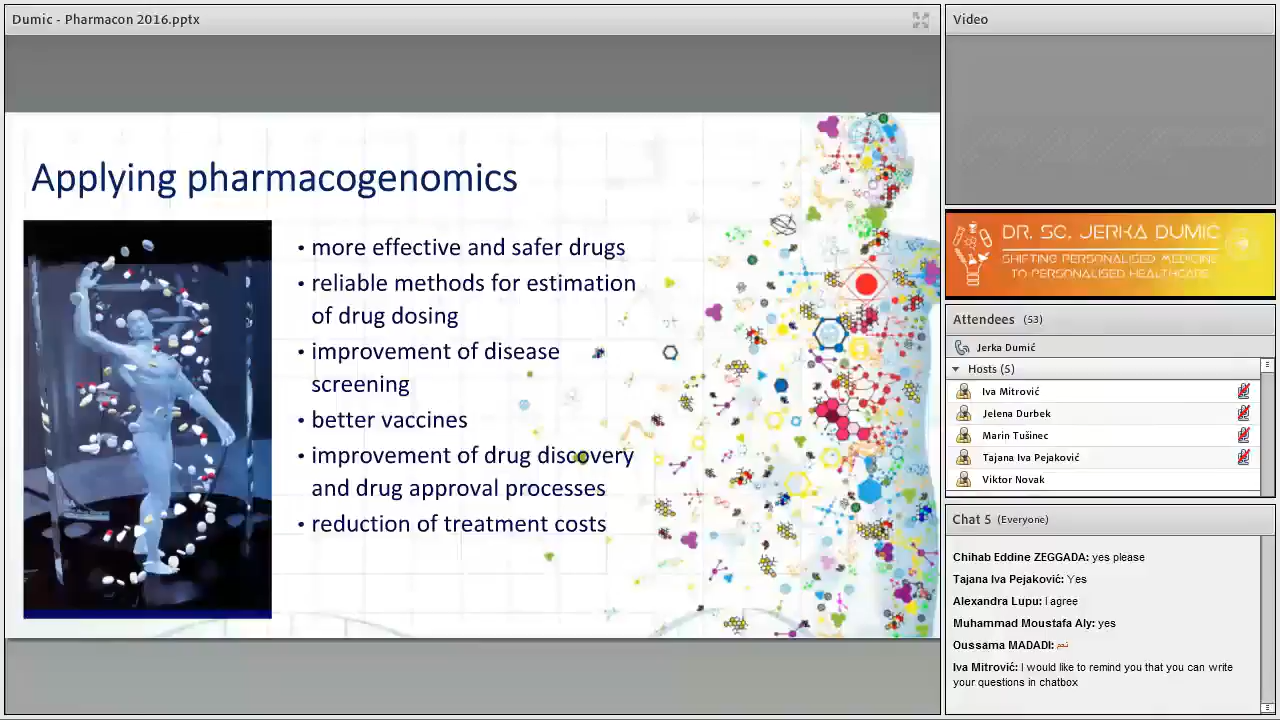 Dumic - Pharmacon 2016.pptx
Applying pharmacogenomics
• more effective and safer drugs
• reliable methods for estimation
of drug dosing
• improvement of disease
screening
• better vaccines
• improvement of drug discovery
and drug approval processes
• reduction of treatment costs
Video
DR. SC. JERKA DUMIC
SHIFTING PERSONALISED MEDICINE
TO PERSONALISED HEALTHCARE
Attendees (53)
Jerka Dumić
Hosts (5)
Iva Mitrović
Jelena Durbek
Marin Tušinec
Tajana Iva Pejaković
Viktor Novak
Chat 5 (Everyone)
Chihab Eddine ZEGGADA: yes please
Tajana Iva Pejaković: Yes
Alexandra Lupu: I agree
Muhammad Moustafa Aly: yes
Oussama MADADI: نعم
Iva Mitrović: I would like to remind you that you can write
your questions in chatbox